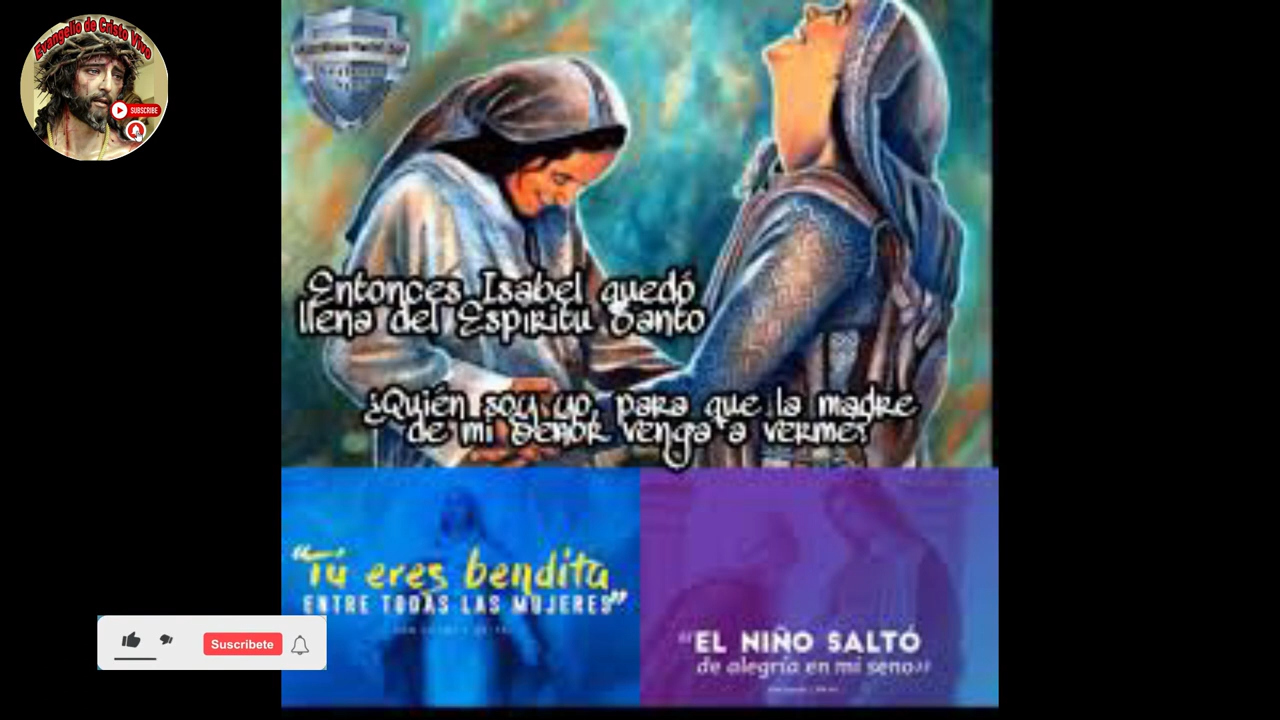 Evangelio de Cristo Vivo
SUBSCRIBE
Entonces Isabel quedó
llena del Espíritu Santo
¿Quién soy yo, para que la madre
de mi Señor venga a verme?
“Tú eres bendita
ENTRE TODAS LAS MUJERES”
“EL NIÑO SALTÓ
de alegría en mi seno”
Suscribete